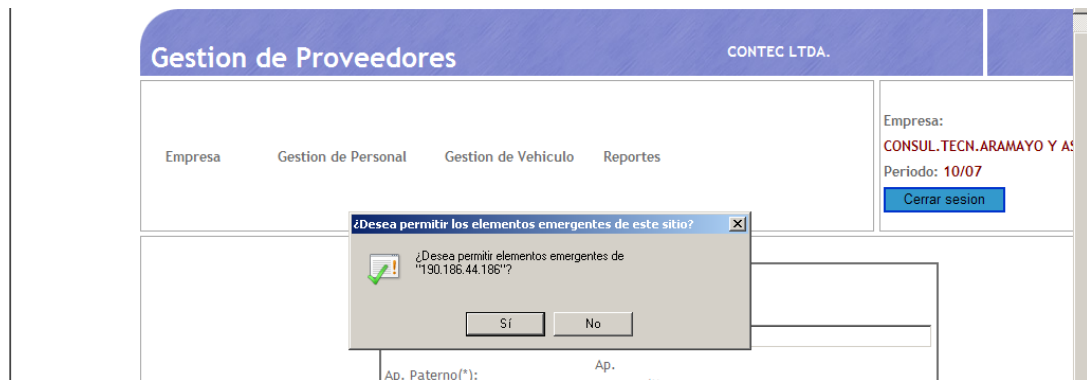 Gestion de Proveedores
CONTEC LTDA.
Empresa
Gestion de Personal
Gestion de Vehiculo
Reportes
Empresa:
CONSUL.TECN.ARAMAYO Y
Periodo: 10/07
Cerrar sesion
¿Desea permitir los elementos emergentes de este sitio?
¿Desea permitir elementos emergentes de
"190.186.44.186"?
Sí
No
Ap. Paterno(*):
Ap.